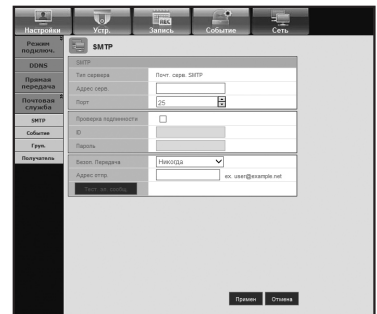 Настройки
Устр.
Запись
Событие
Сеть
Режим подключ.
DDNS
Прямая передача
Почтовая служба
SMTP
Событие
Груп.
Получатель
SMTP
SMTP
Тип сервера Почт. серв. SMTP
Адрес серв.
Порт 25
Проверка подлинности
ID
Пароль
Безоп. Передача Никогда
Адрес отпр. ex. user@example.net
Тест эл сообщ.
Примен Отмена